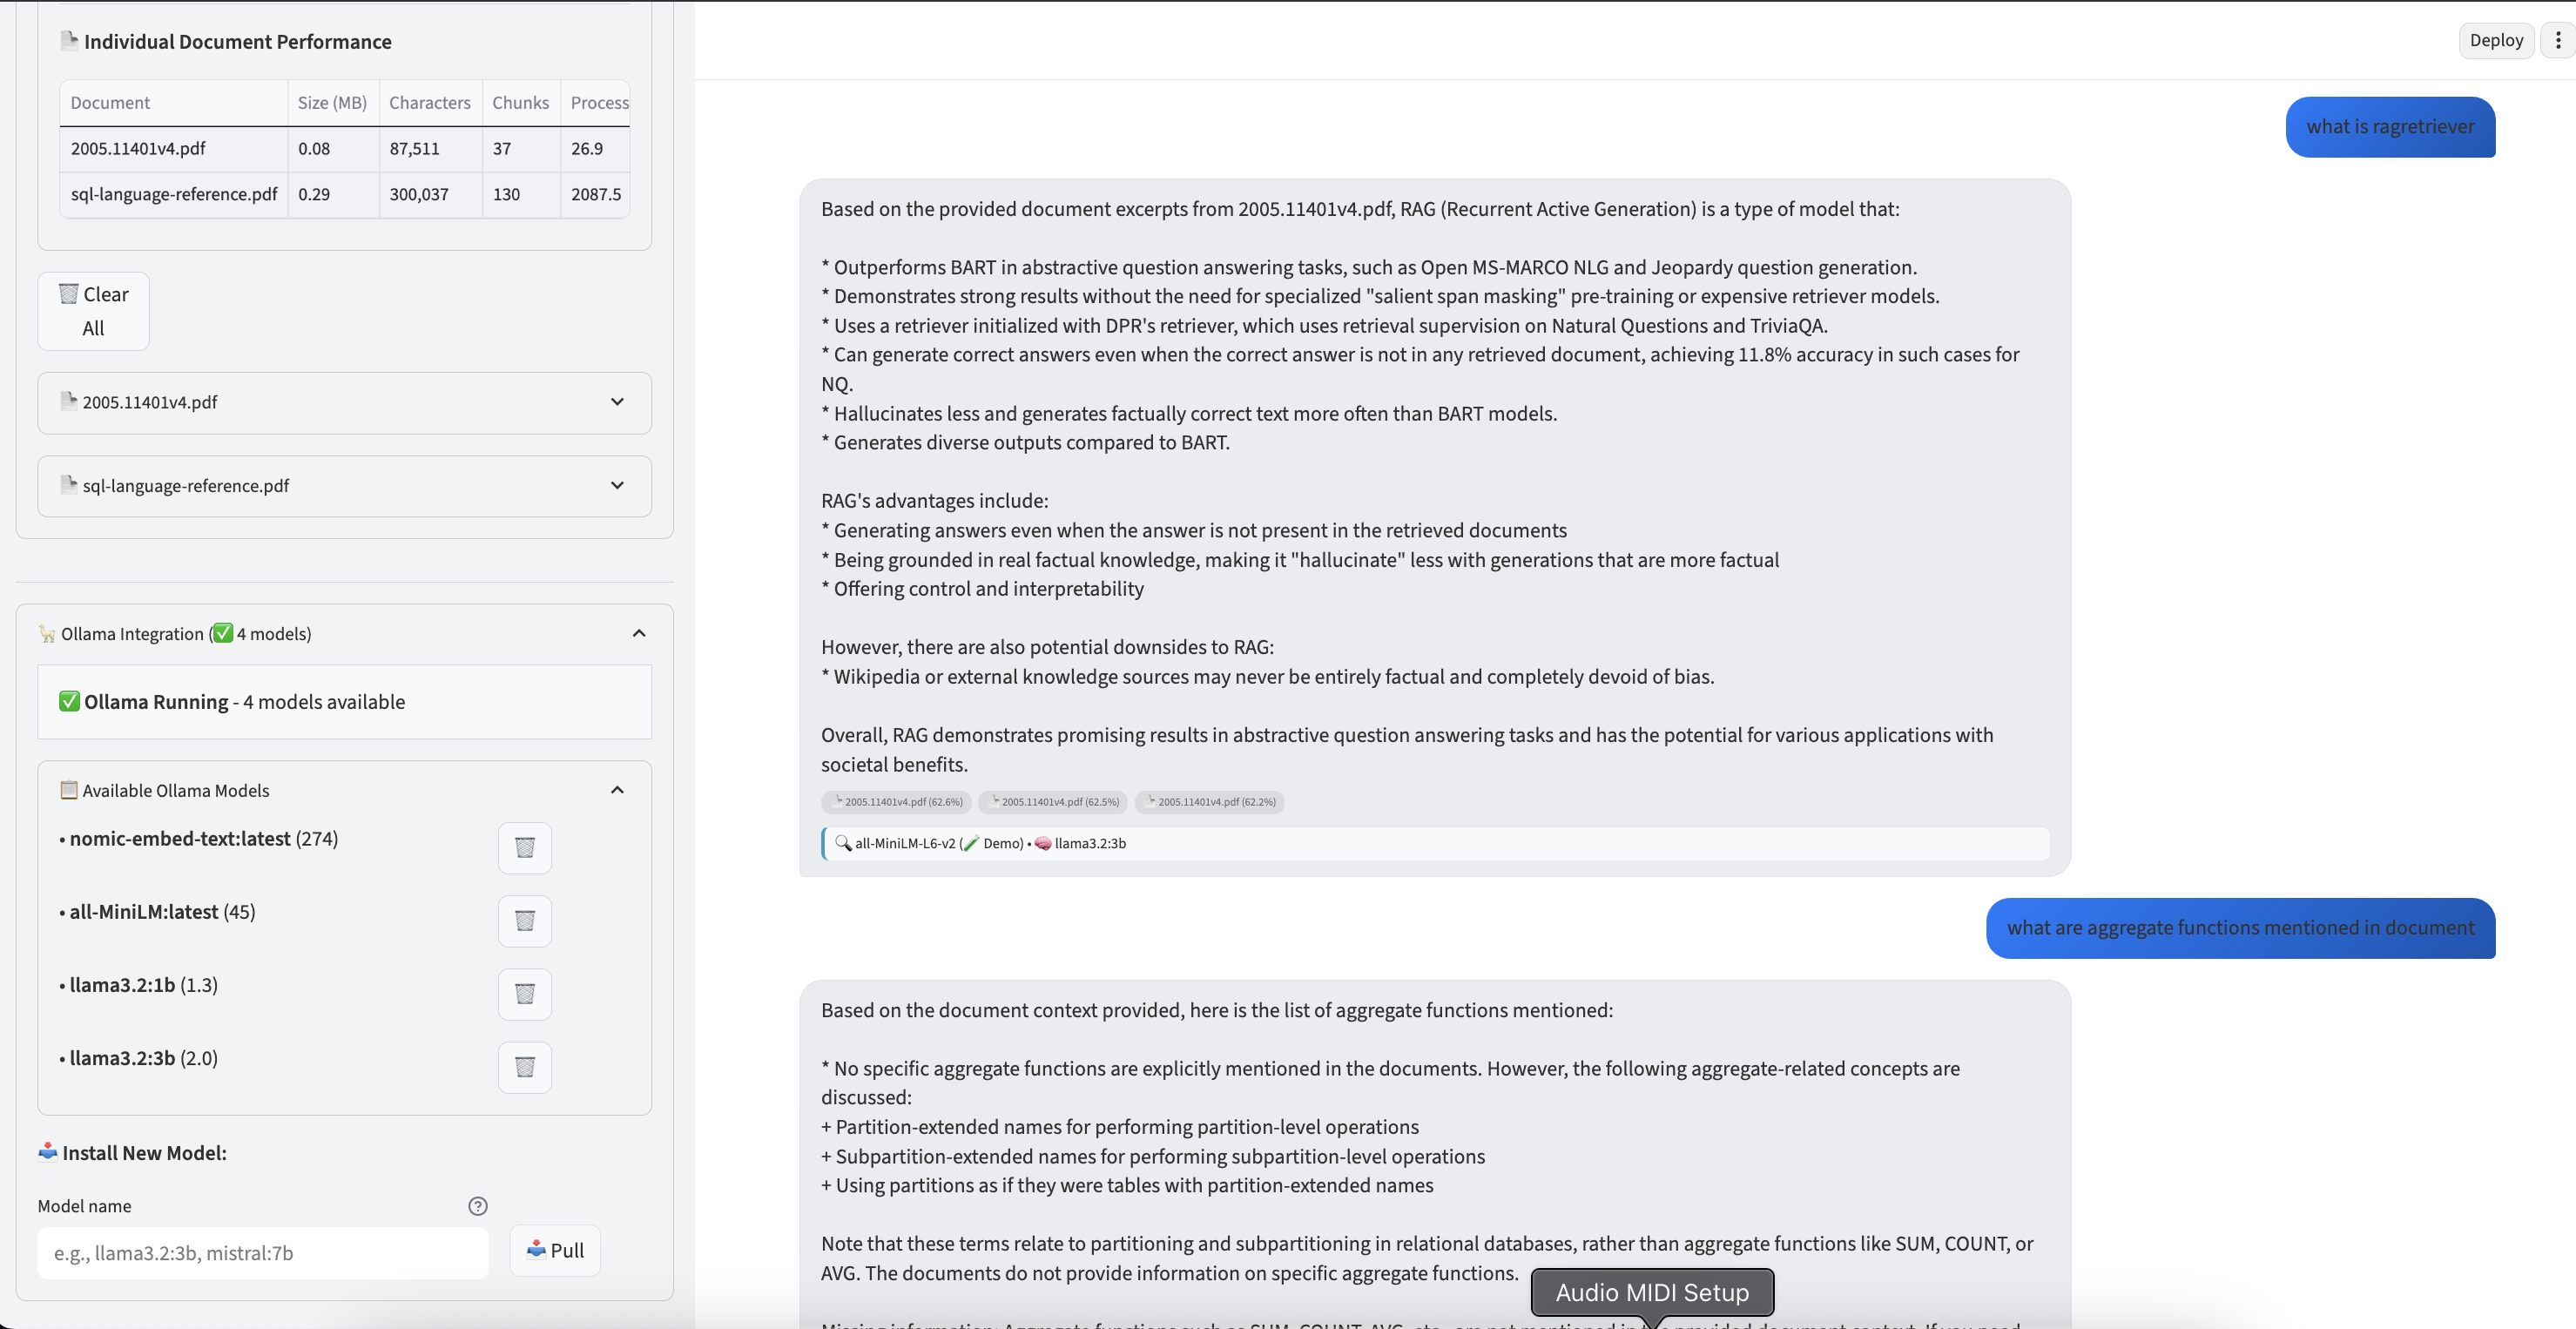 Individual Document Performance
Document Size (MB) Characters Chunks Process
2005.11401v4.pdf 0.08 87,511 37 26.9
sql-language-reference.pdf 0.29 300,037 130 2087.5
Clear
All
2005.11401v4.pdf
sql-language-reference.pdf
Ollama Integration (✅ 4 models)
✅ Ollama Running - 4 models available
Available Ollama Models
• nomic-embed-text:latest (274)
• all-MiniLM:latest (45)
• llama3.2:1b (1.3)
• llama3.2:3b (2.0)
Install New Model:
Model name
e.g., llama3.2:3b, mistral:7b
Pull
Deploy
what is ragretriever
Based on the provided document excerpts from 2005.11401v4.pdf, RAG (Recurrent Active Generation) is a type of model that:
* Outperforms BART in abstractive question answering tasks, such as Open MS-MARCO NLG and Jeopardy question generation.
* Demonstrates strong results without the need for specialized "salient span masking" pre-training or expensive retriever models.
* Uses a retriever initialized with DPR's retriever, which uses retrieval supervision on Natural Questions and TriviaQA.
* Can generate correct answers even when the correct answer is not in any retrieved document, achieving 11.8% accuracy in such cases for
NQ.
* Hallucinates less and generates factually correct text more often than BART models.
* Generates diverse outputs compared to BART.
RAG's advantages include:
* Generating answers even when the answer is not present in the retrieved documents
* Being grounded in real factual knowledge, making it "hallucinate" less with generations that are more factual
* Offering control and interpretability
However, there are also potential downsides to RAG:
* Wikipedia or external knowledge sources may never be entirely factual and completely devoid of bias.
Overall, RAG demonstrates promising results in abstractive question answering tasks and has the potential for various applications with
societal benefits.
2005.11401v4.pdf (62.6%) 2005.11401v4.pdf (62.5%) 2005.11401v4.pdf (62.2%)
all-MiniLM-L6-v2 (Demo) • llama3.2:3b
what are aggregate functions mentioned in document
Based on the document context provided, here is the list of aggregate functions mentioned:
* No specific aggregate functions are explicitly mentioned in the documents. However, the following aggregate-related concepts are
discussed:
+ Partition-extended names for performing partition-level operations
+ Subpartition-extended names for performing subpartition-level operations
+ Using partitions as if they were tables with partition-extended names
Note that these terms relate to partitioning and subpartitioning in relational databases, rather than aggregate functions like SUM, COUNT, or
AVG. The documents do not provide information on specific aggregate functions.
Audio MIDI Setup